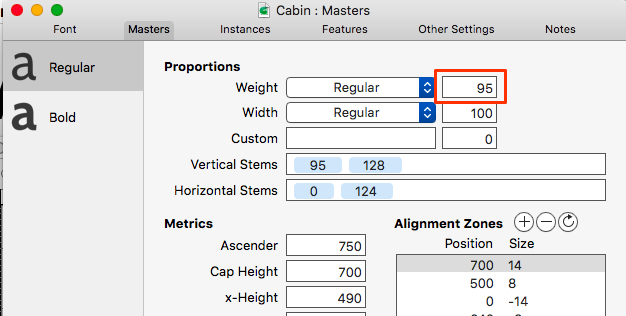 Cabin : Masters
Font Masters Instances Features Other Settings Notes
a Regular
a Bold
Proportions
Weight Regular 95
Width Regular 100
Custom 0
Vertical Stems 95 128
Horizontal Stems 0 124
Metrics
Ascender 750
Cap Height 700
x-Height 490
Alignment Zones
Position Size
700 14
500 8
0 -14